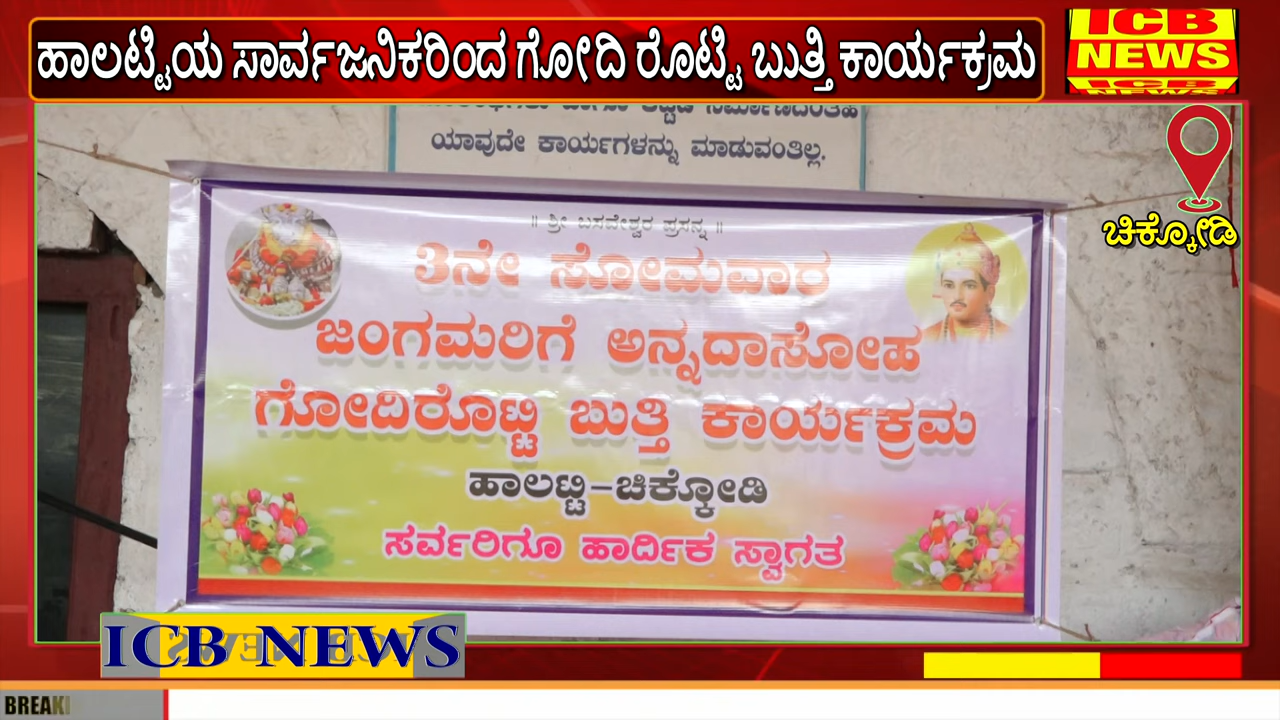 ಹಾಲಟ್ಟಿಯ ಸಾರ್ವಜನಿಕರಿಂದ ಗೋದಿ ರೊಟ್ಟಿ ಬುತ್ತಿ ಕಾರ್ಯಕ್ರಮ
ICB
NEWS
ಯಾವುದೇ ಕಾರ್ಯಗಳನ್ನು ಮಾಡುವಂತಿಲ್ಲ.
ಚಿಕ್ಕೋಡಿ
॥ ಶ್ರೀ ಬಸವೇಶ್ವರ ಪ್ರಸನ್ನ ॥
3ನೇ ಸೋಮವಾರ
ಜಂಗಮರಿಗೆ ಅನ್ನದಾಸೋಹ
ಗೋದಿರೊಟ್ಟಿ ಬುತ್ತಿ ಕಾರ್ಯಕ್ರಮ
ಹಾಲಟ್ಟಿ-ಚಿಕ್ಕೋಡಿ
ಸರ್ವರಿಗೂ ಹಾರ್ದಿಕ ಸ್ವಾಗತ
ICB NEWS
BREAKI